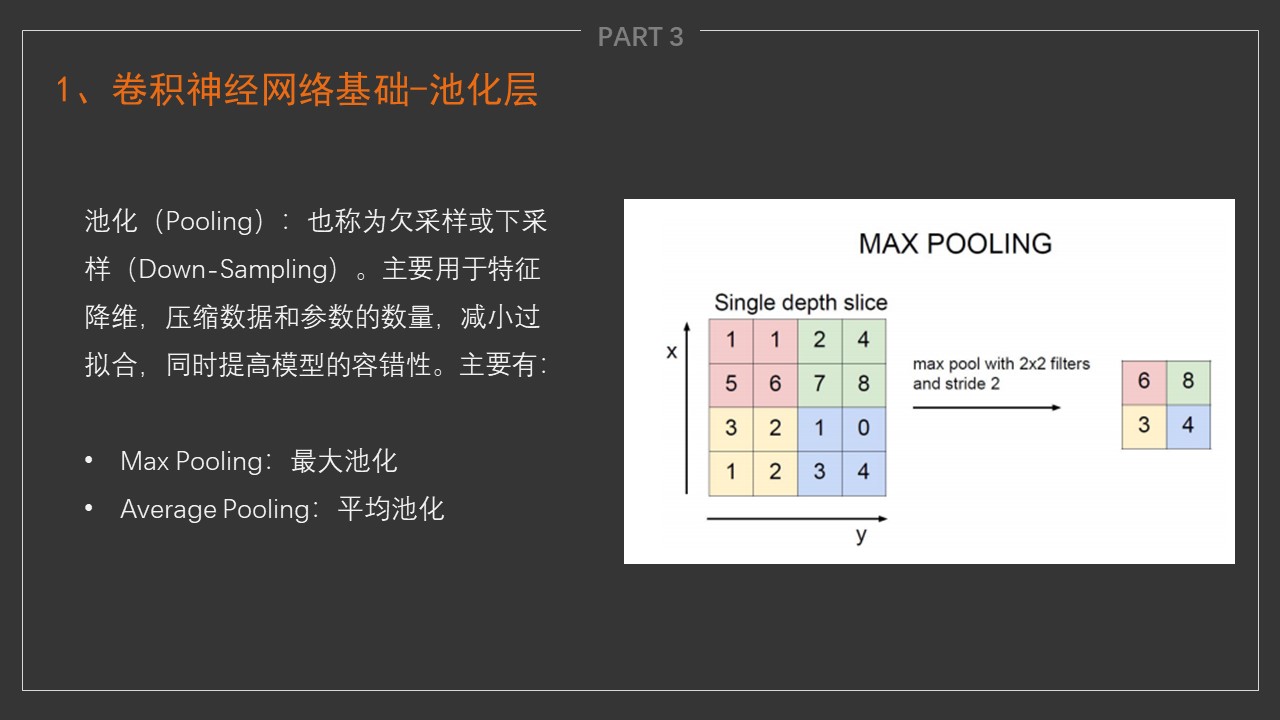 PART 3
1、卷积神经网络基础-池化层
池化（Pooling）：也称为欠采样或下采
样（Down-Sampling）。主要用于特征
降维，压缩数据和参数的数量，减小过
拟合，同时提高模型的容错性。主要有：
• Max Pooling：最大池化
• Average Pooling：平均池化
MAX POOLING
Single depth slice
x
1 1 2 4
5 6 7 8
3 2 1 0
1 2 3 4
y
max pool with 2x2 filters
and stride 2
6 8
3 4